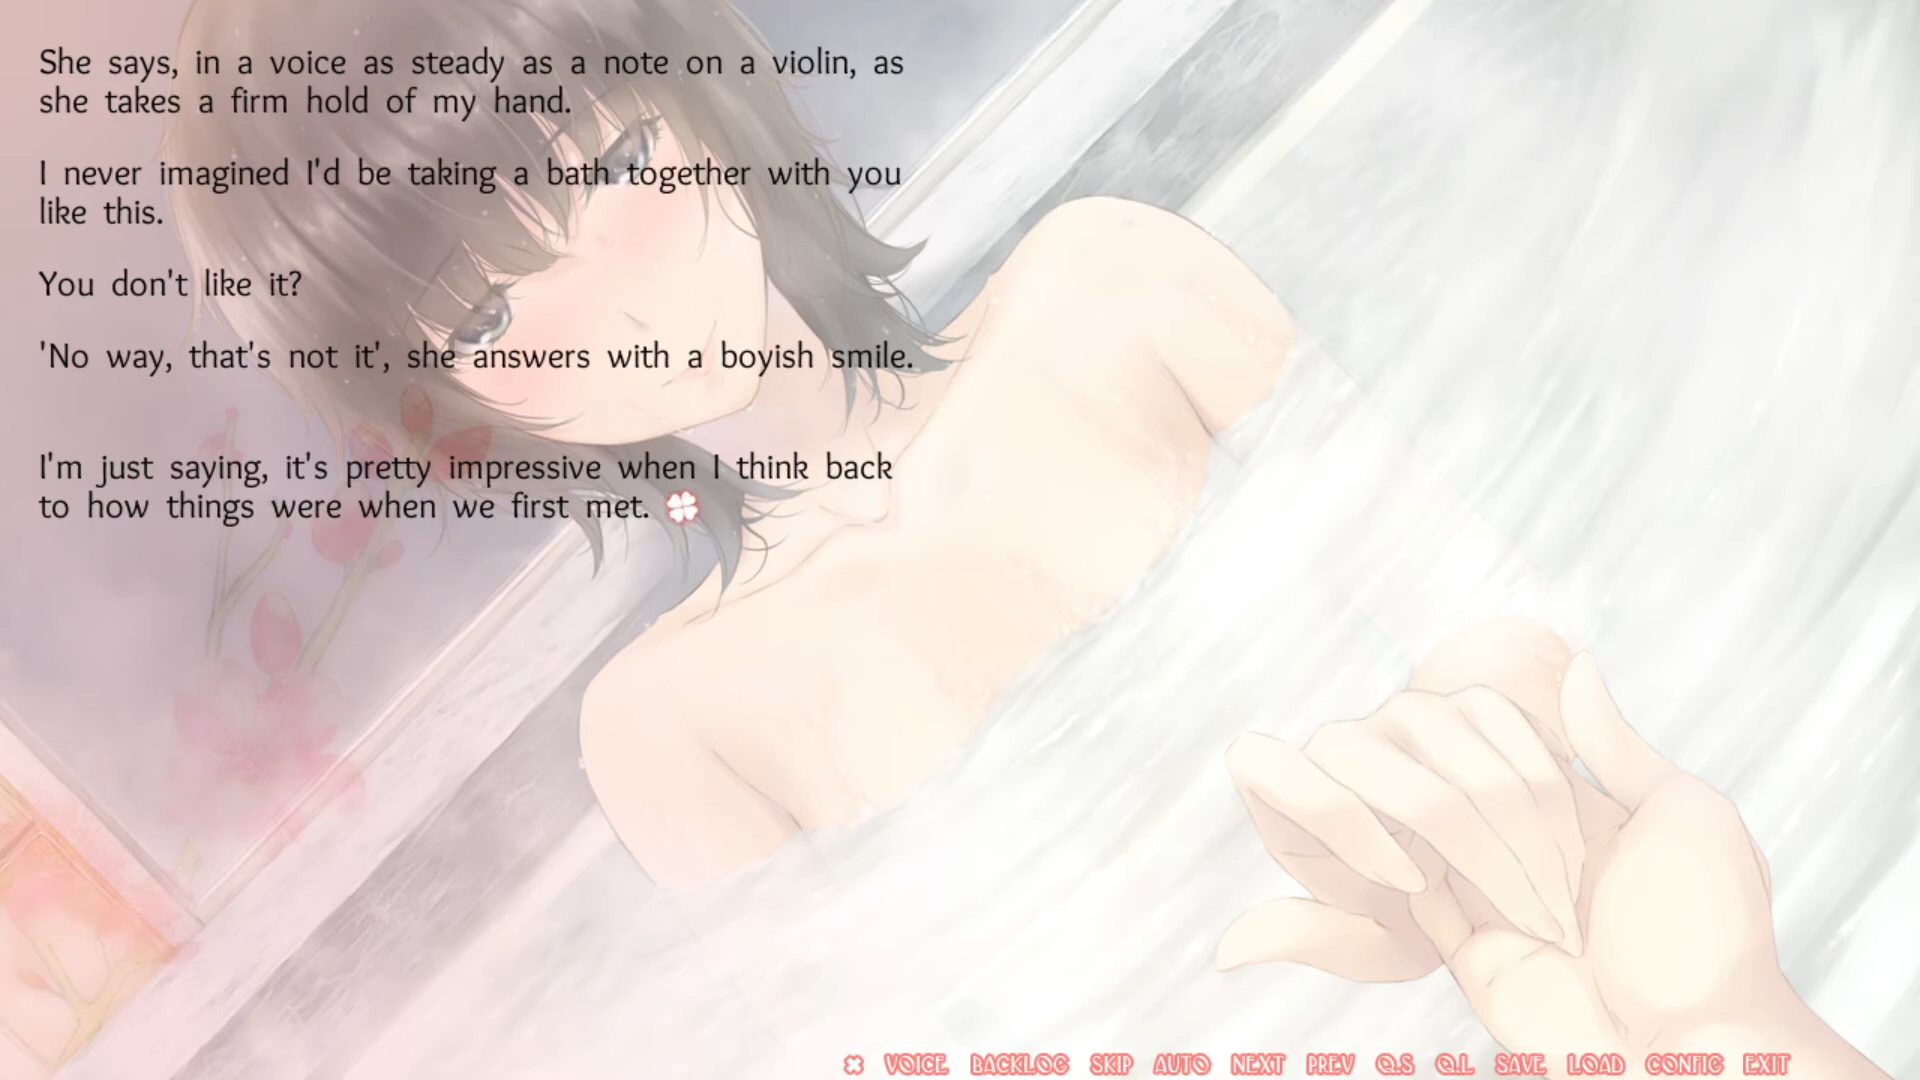 She says, in a voice as steady as a note on a violin, as
she takes a firm hold of my hand.
I never imagined I'd be taking a bath together with you
like this.
You don't like it?
'No way, that's not it', she answers with a boyish smile.
I'm just saying, it's pretty impressive when I think back
to how things were when we first met.
VOICE BACKLOG SKIP AUTO NEXT PREV Q.S Q.L SAVE LOAD CONFIG EXIT